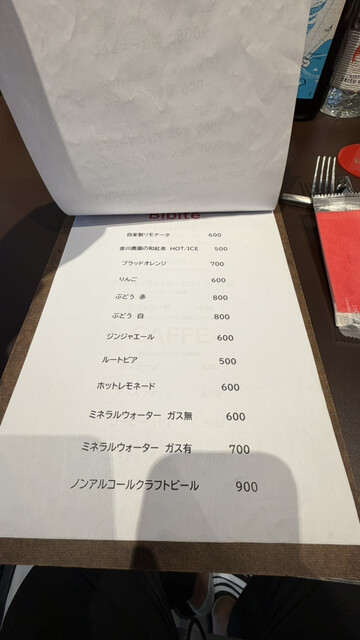 Bibite
自家製リモナータ 600
金川農園の和紅茶 HOT/ICE 500
ブラッドオレンジ 700
りんご 600
ぶどう 赤 800
ぶどう 白 800
ジンジャエール 600
ルートビア 500
ホットレモネード 600
ミネラルウォーター ガス無 600
ミネラルウォーター ガス有 700
ノンアルコールクラフトビール 900